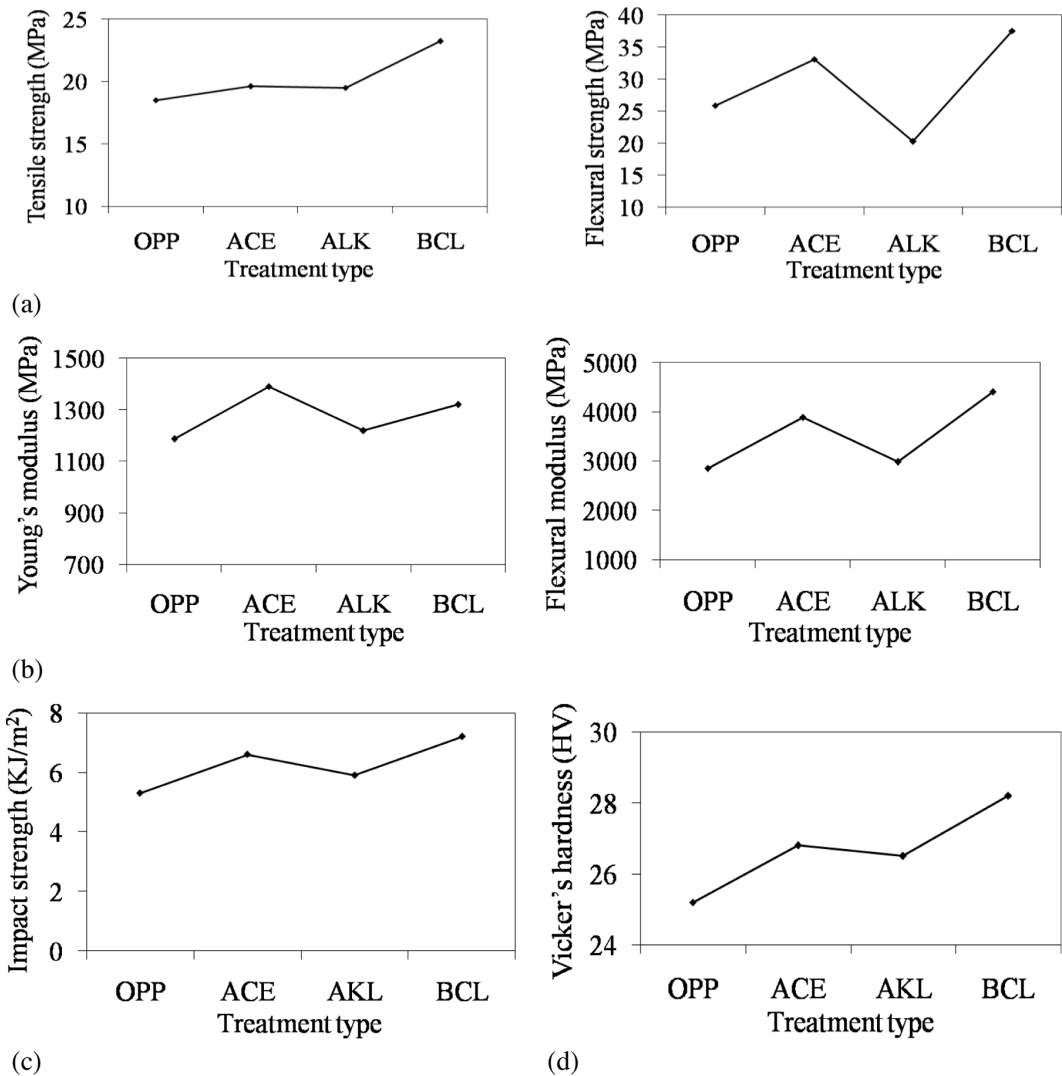 Tensile strength (MPa)
25
20
15
10
OPP ACE ALK BCL
Treatment type
Flexural strength (MPa)
40
35
30
25
20
15
10
OPP ACE ALK BCL
Treatment type
(a)
Young's modulus (MPa)
1500
1300
1100
900
700
OPP ACE ALK BCL
Treatment type
Flexural modulus (MPa)
5000
4000
3000
2000
1000
OPP ACE ALK BCL
Treatment type
(b)
Impact strength (KJ/m²)
8
6
4
2
0
OPP ACE AKL BCL
Treatment type
(c)
Vicker's hardness (HV)
30
28
26
24
OPP ACE AKL BCL
Treatment type
(d)